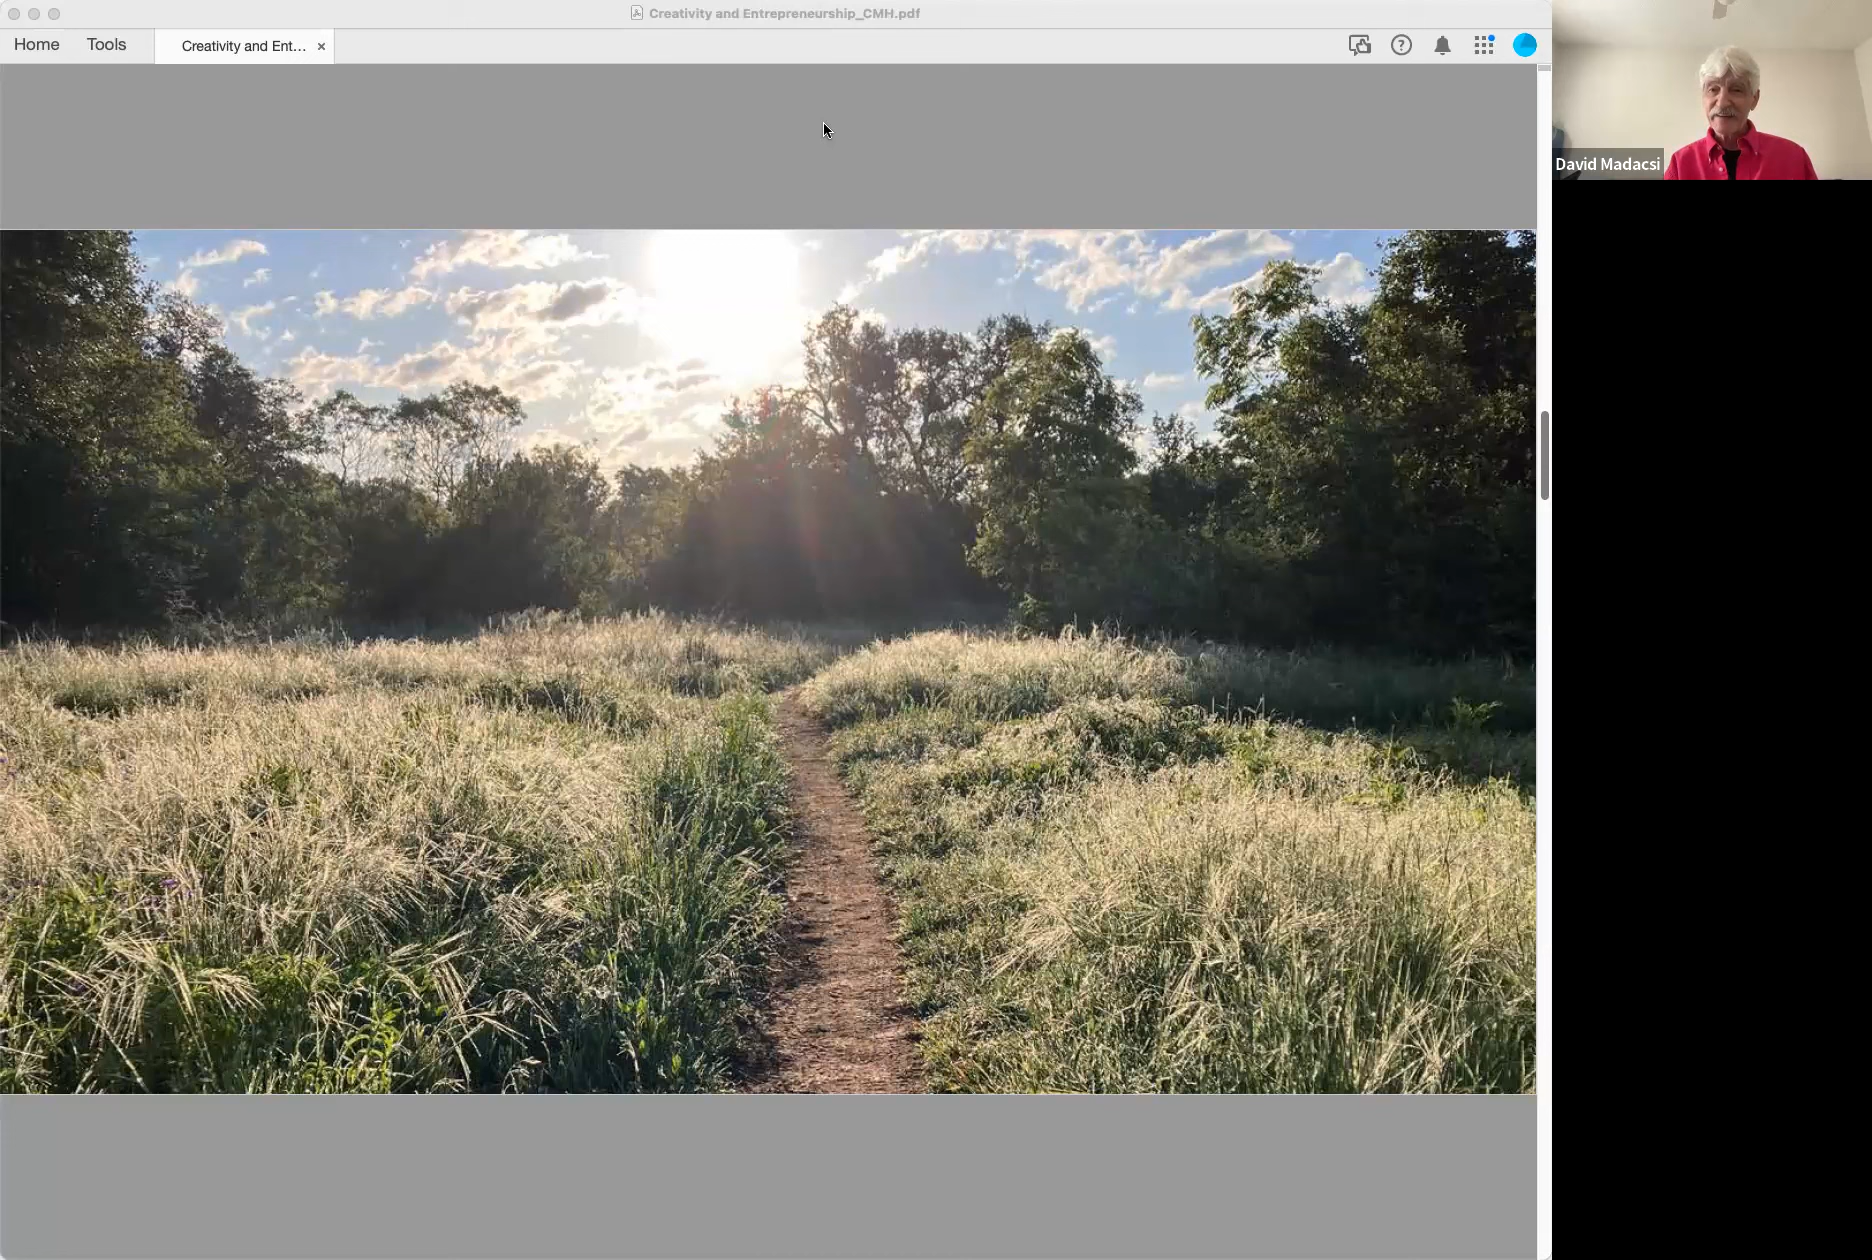 Creativity and Entrepreneurship_CMH.pdf
Home
Tools
Creativity and Ent...
David Madacsi